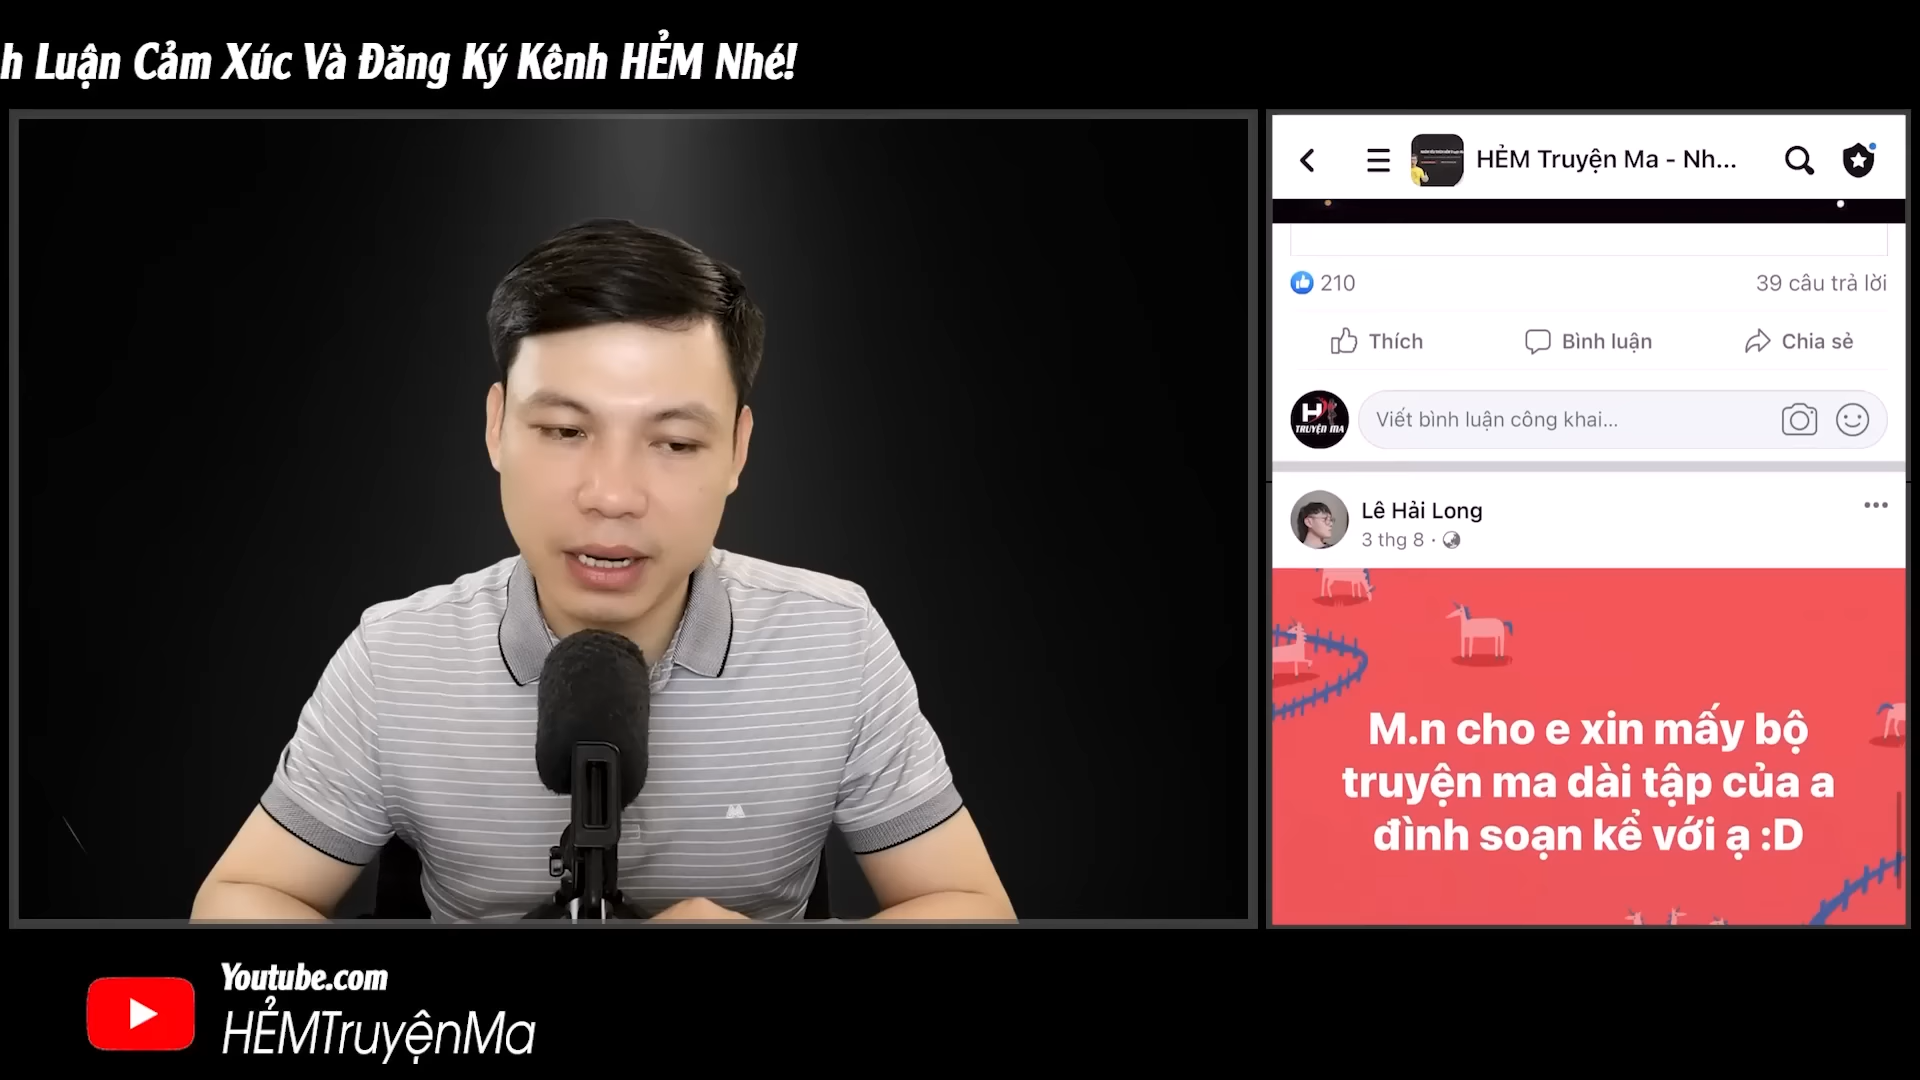 h Luận Cảm Xúc Và Đăng Ký Kênh HẺM Nhé!
HẺM Truyện Ma - Nh...
210
39 câu trả lời
Thích
Bình luận
Chia sẻ
H
TRUYỆN MA
Viết bình luận công khai...
Lê Hải Long
3 thg 8 ·
M.n cho e xin mấy bộ
truyện ma dài tập của a
đình soạn kể với ạ :D
Youtube.com
HẺMTruyệnMa